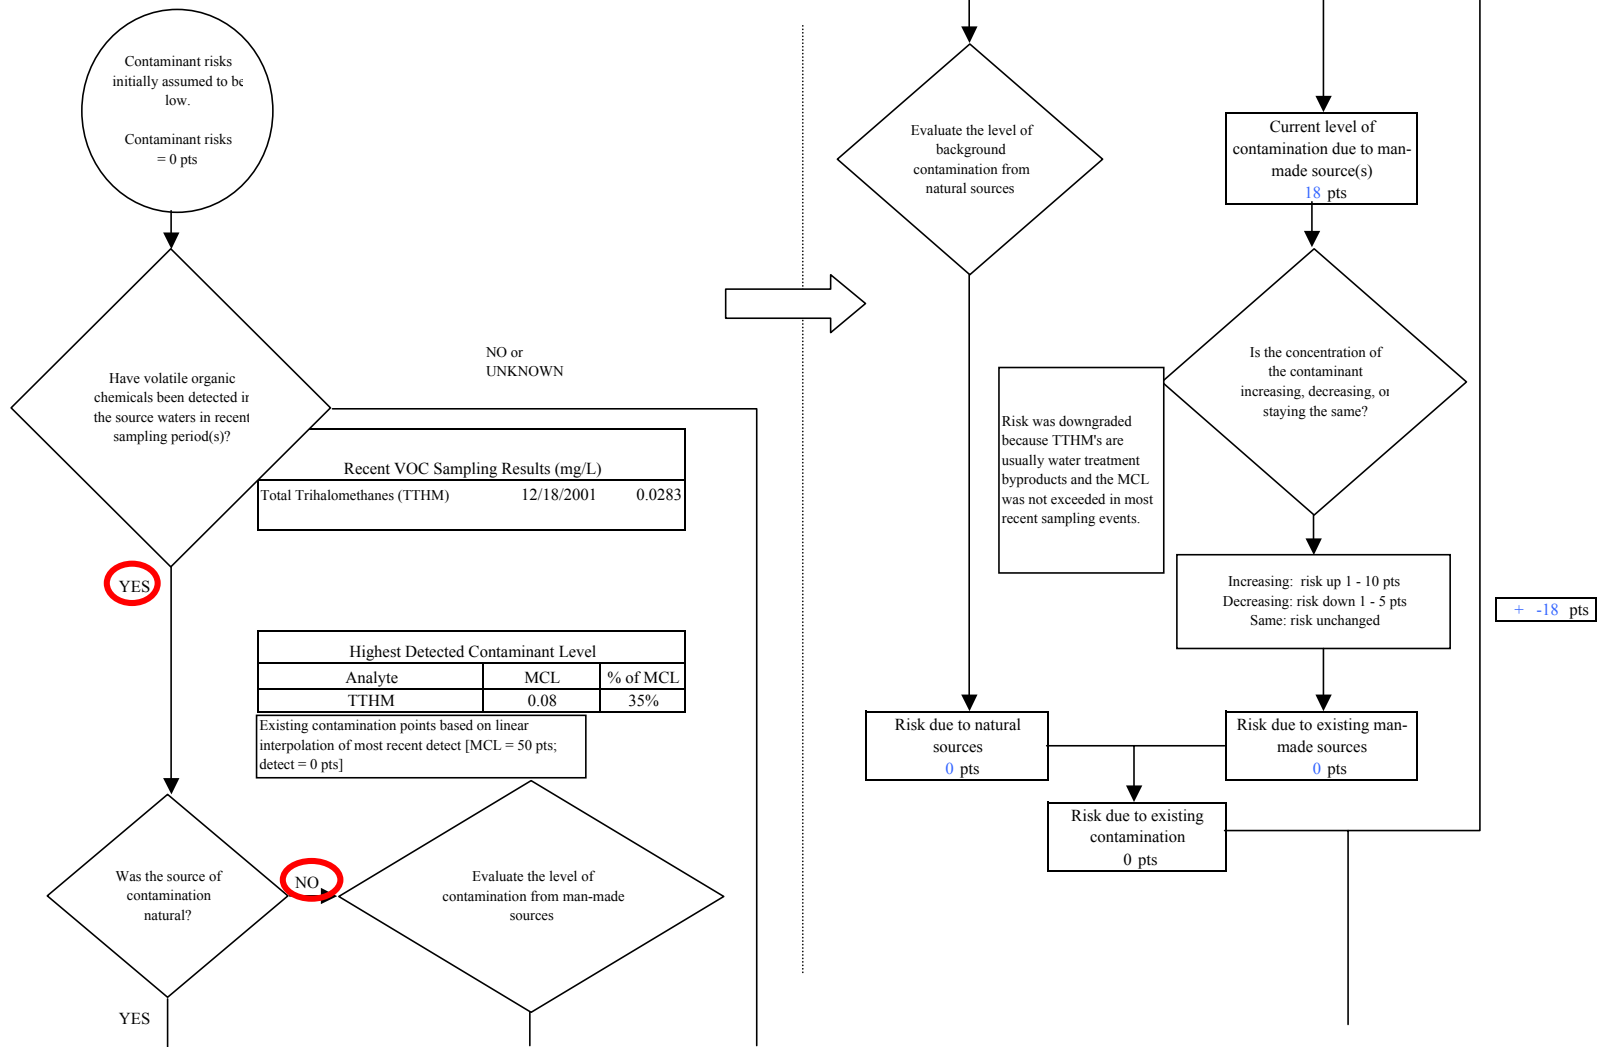 Contaminant risks
initially assumed to be
low.
Contaminant risks
= 0 pts
Have volatile organic
chemicals been detected in
the source waters in recent
sampling period(s)?
NO or
UNKNOWN
Recent VOC Sampling Results (mg/L)
Total Trihalomethanes (TTHM) 12/18/2001 0.0283
YES
Highest Detected Contaminant Level
Analyte MCL % of MCL
TTHM 0.08 35%
Existing contamination points based on linear
interpolation of most recent detect [MCL = 50 pts;
detect = 0 pts]
Was the source of
contamination
natural?
NO
Evaluate the level of
contamination from man-made
sources
YES
Evaluate the level of
background
contamination from
natural sources
Current level of
contamination due to man-
made source(s)
18 pts
Is the concentration of
the contaminant
increasing, decreasing, or
staying the same?
Risk was downgraded
because TTHM's are
usually water treatment
byproducts and the MCL
was not exceeded in most
recent sampling events.
Increasing: risk up 1 - 10 pts
Decreasing: risk down 1 - 5 pts
Same: risk unchanged
+ -18 pts
Risk due to natural
sources
0 pts
Risk due to existing man-
made sources
0 pts
Risk due to existing
contamination
0 pts